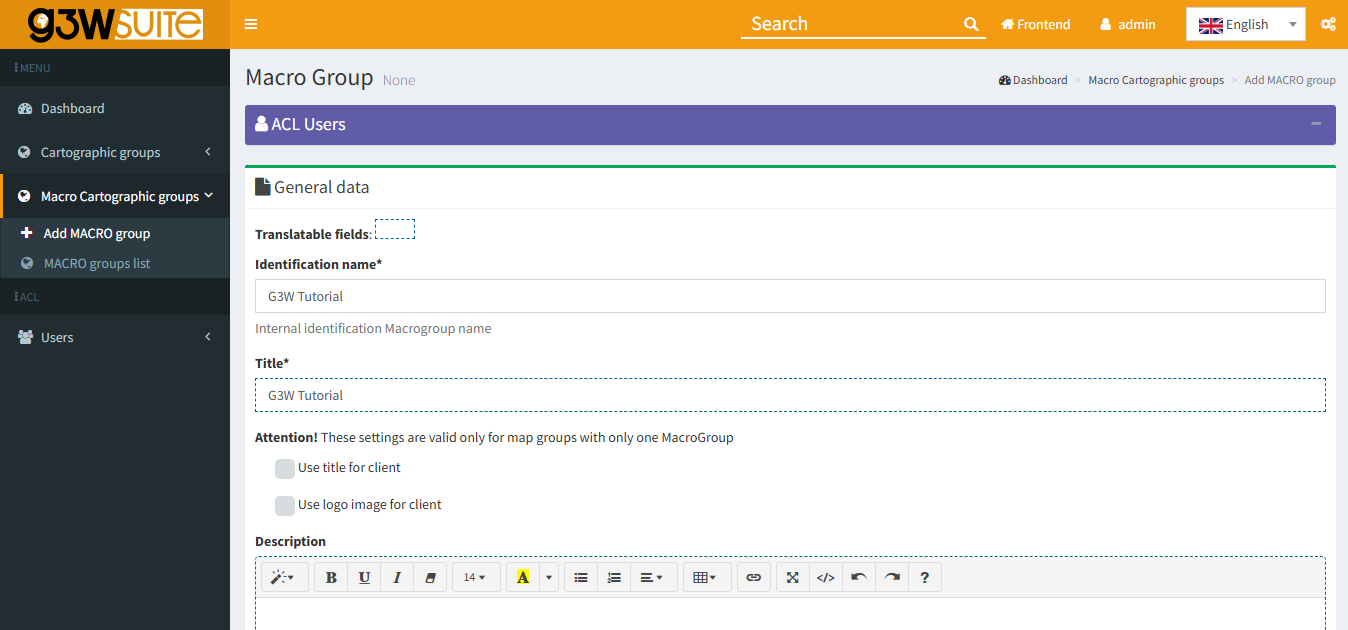 G3WSUITE
Search
Frontend
admin
English
MENU
Dashboard
Cartographic groups
Macro Cartographic groups
Add MACRO group
MACRO groups list
ACL
Users
Macro Group None
Dashboard > Macro Cartographic groups > Add MACRO group
ACL Users
General data
Translatable fields:
Identification name*
G3W Tutorial
Internal identification Macrogroup name
Title*
G3W Tutorial
Attention! These settings are valid only for map groups with only one MacroGroup
Use title for client
Use logo image for client
Description
B U I 14 A </> ?